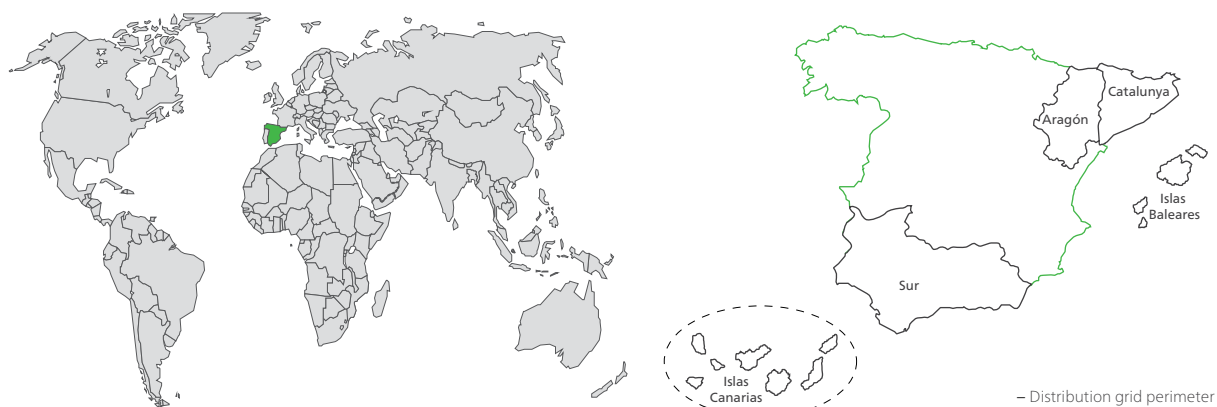 Catalunya
Aragón
Islas
Baleares
Sur
Islas
Canarias
– Distribution grid perimeter